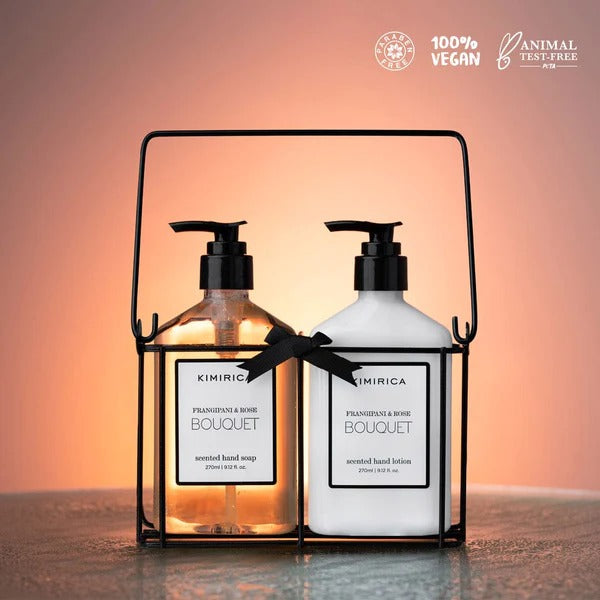 PARABEN FREE
100% VEGAN
ANIMAL TEST-FREE
PETA
KIMIRICA
FRANGIPANI & ROSE
BOUQUET
scented hand soap
270ml | 9.12 fl. oz.
KIMIRICA
FRANGIPANI & ROSE
BOUQUET
scented hand lotion
270ml | 9.12 fl. oz.